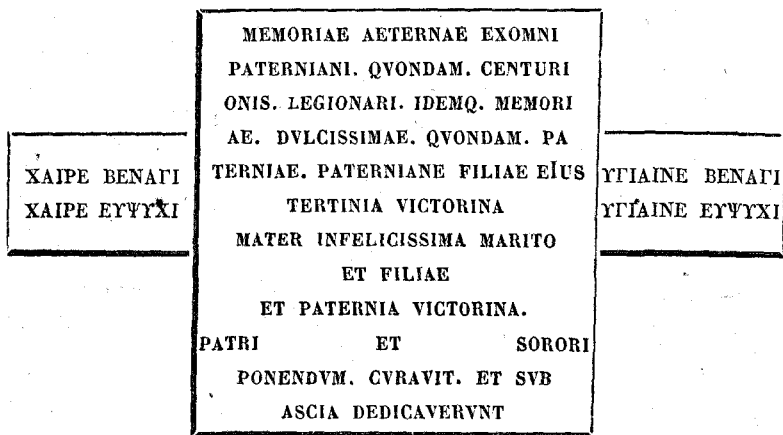 MEMORIAE AETERNAE EXOMNI
PATERNIANI. QVONDAM. CENTURI
ONIS. LEGIONARI. IDEMQ. MEMORI
AE. DVLCISSIMAE. QVONDAM. PA
TERNIAE. PATERNIANE FILIAE EIUS
TERTINIA VICTORINA
MATER INFELICISSIMA MARITO
ET FILIAE
ET PATERNIA VICTORINA.
PATRI ET SORORI
PONENDVM. CVRAVIT. ET SVB
ASCIA DEDICAVERVNT
ΧΑΙΡΕ ΒΕΝΑΓΙ
ΧΑΙΡΕ ΕΥΨΥΧΙ
ΥΓΙΑΙΝΕ ΒΕΝΑΓΙ
ΥΓΙΑΙΝΕ ΕΥΨΥΧΙ